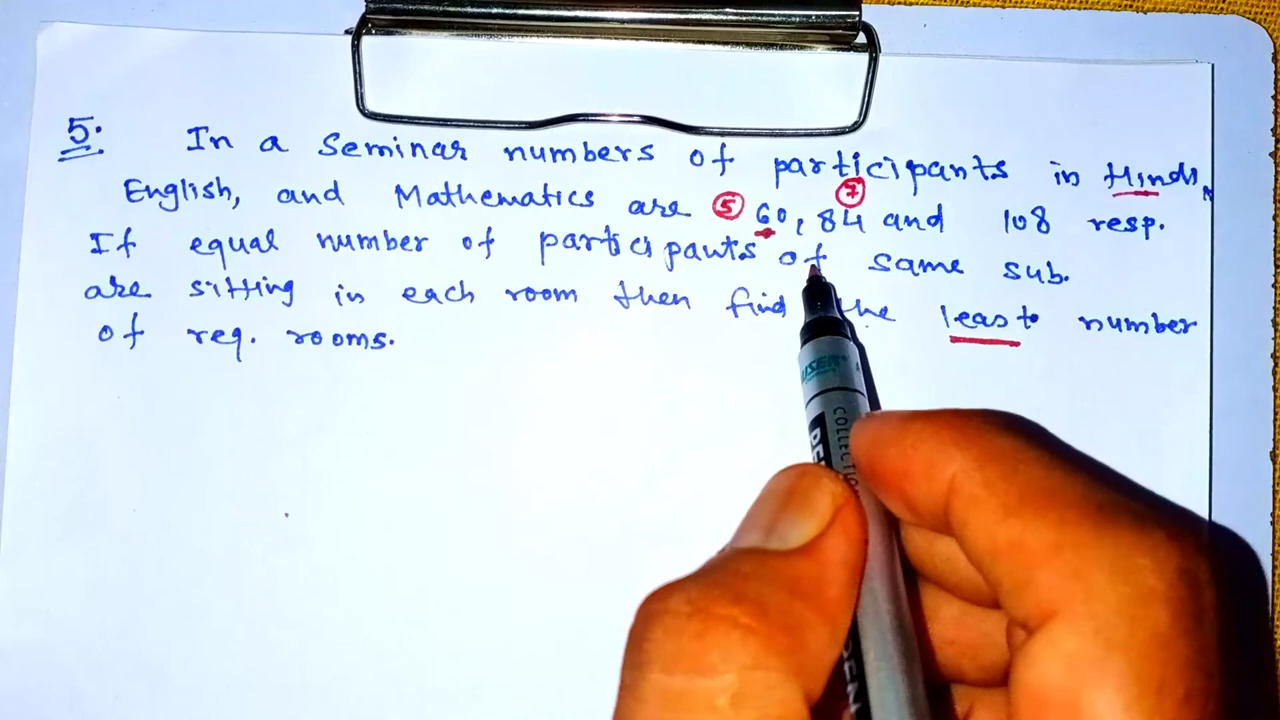 5: In a Seminar numbers of participants in Hindi,
English, and Mathematics are ⑤ 60, 84 ⑦ and 108 resp.
If equal number of participants of same sub.
are sitting in each room then find the least number
of req. rooms.
USER
COLLECTIO